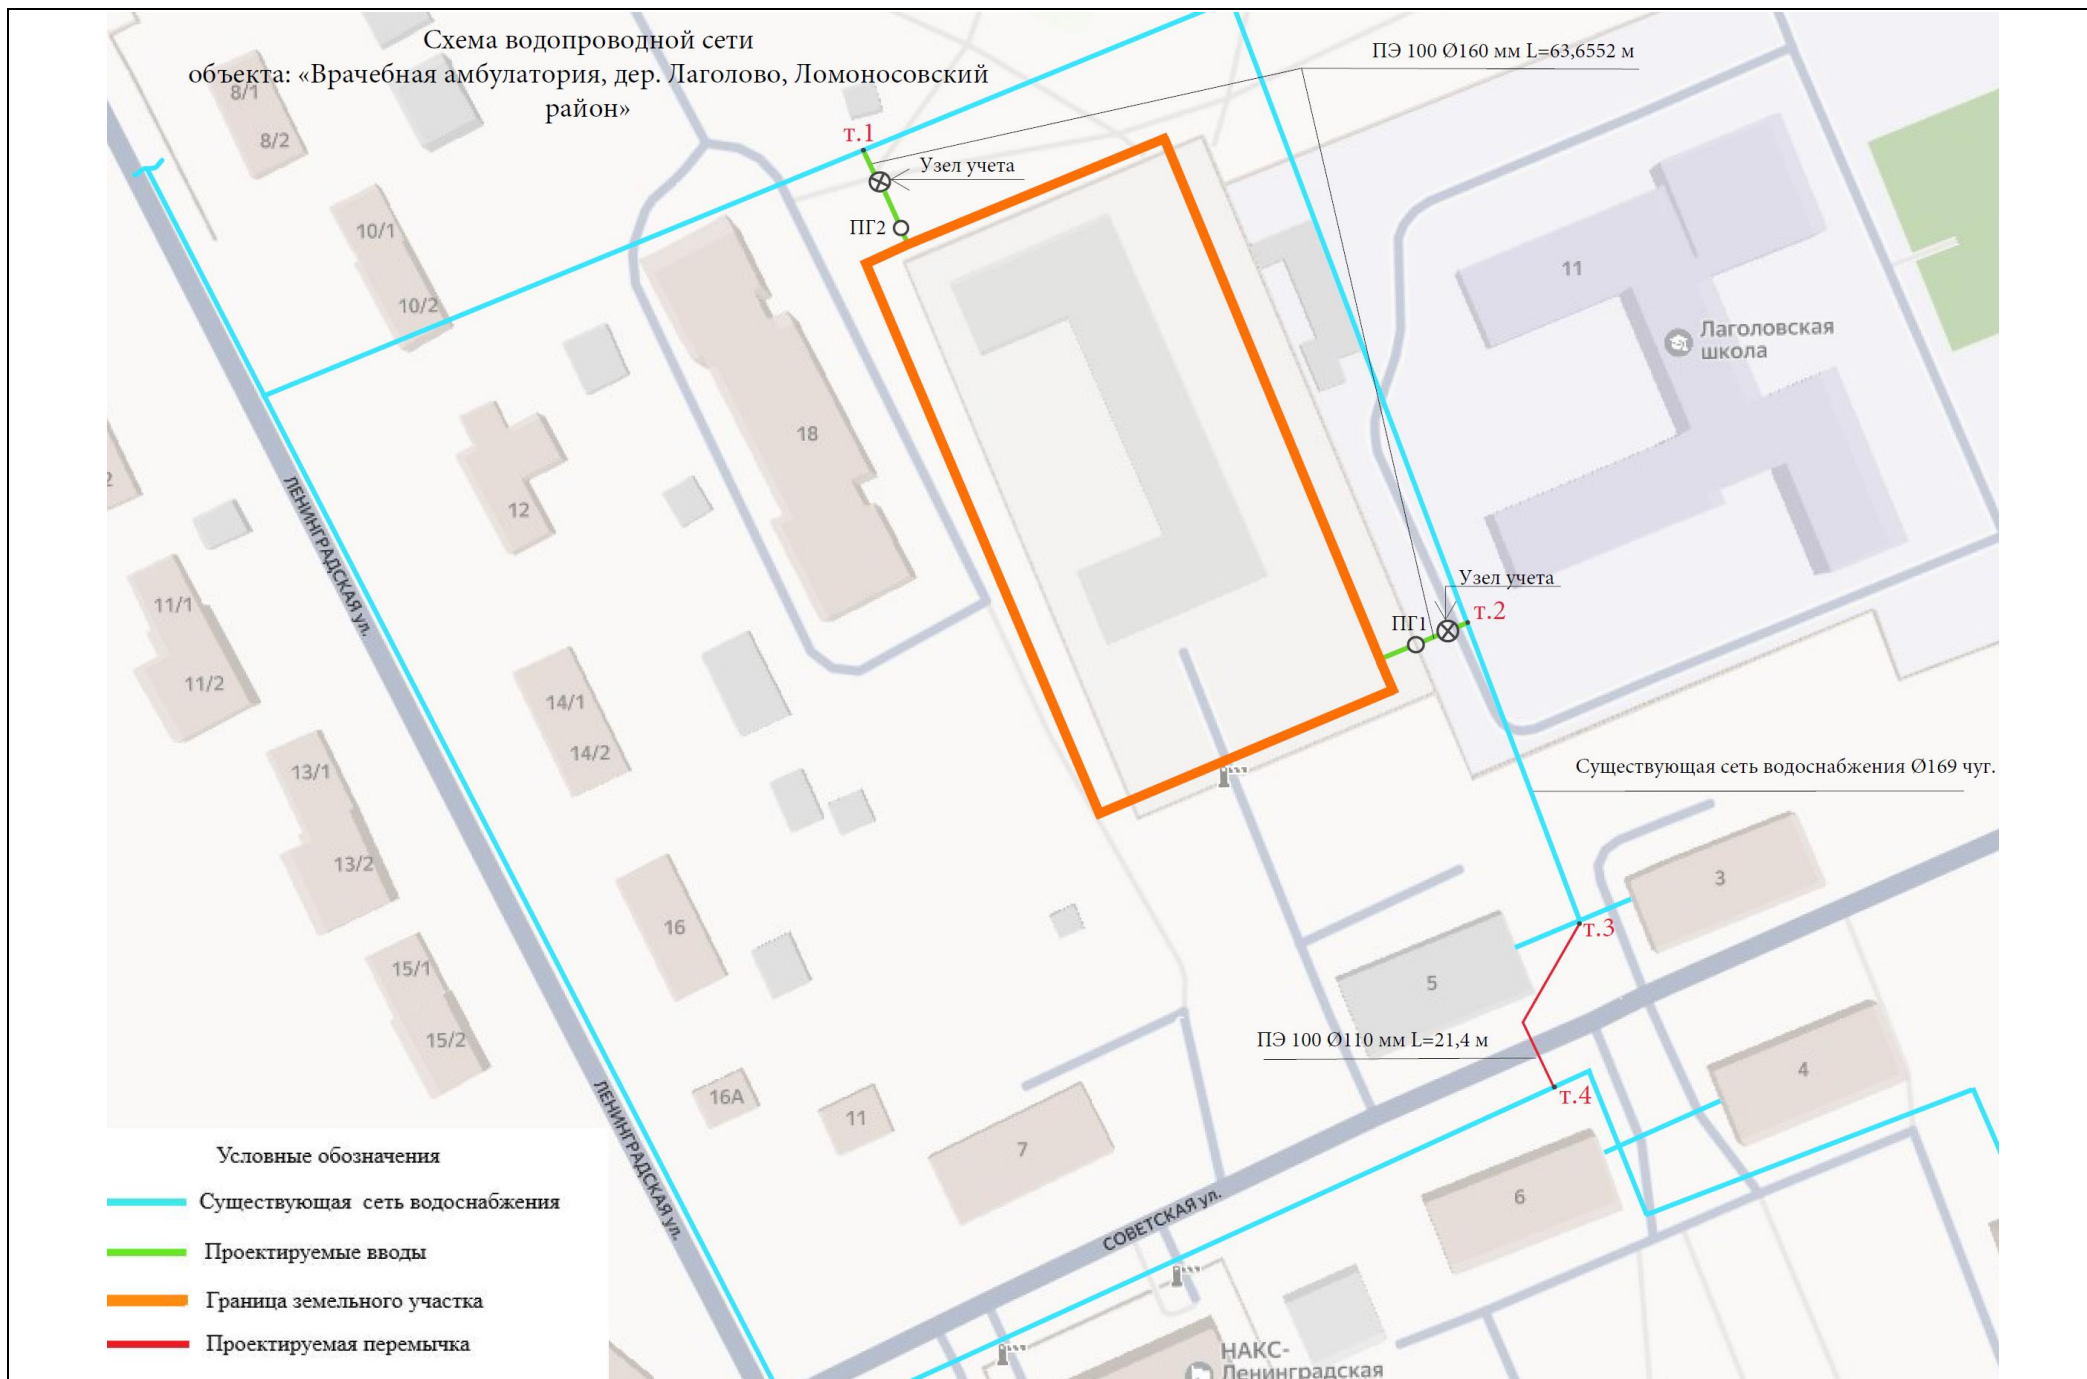 Схема водопроводной сети
объекта: «Врачебная амбулатория, дер. Лаголово, Ломоносовский
район»
ПЭ 100 Ø160 мм L=63,6552 м
8/1
8/2
т.1
Узел учета
ПГ2
10/1
10/2
11
Лаголовская
школа
18
12
ЛЕНИНГРАДСКАЯ ул.
2
Узел учета
т.2
ПГ1
11/1
11/2
14/1
14/2
13/1
13/2
Существующая сеть водоснабжения Ø169 чуг.
3
16
т.3
15/1
15/2
5
ПЭ 100 Ø110 мм L=21,4 м
4
т.4
16А
11
7
ЛЕНИНГРАДСКАЯ ул.
6
СОВЕТСКАЯ ул.
НАКС-
Ленинградская
Условные обозначения
Существующая сеть водоснабжения
Проектируемые вводы
Граница земельного участка
Проектируемая перемычка